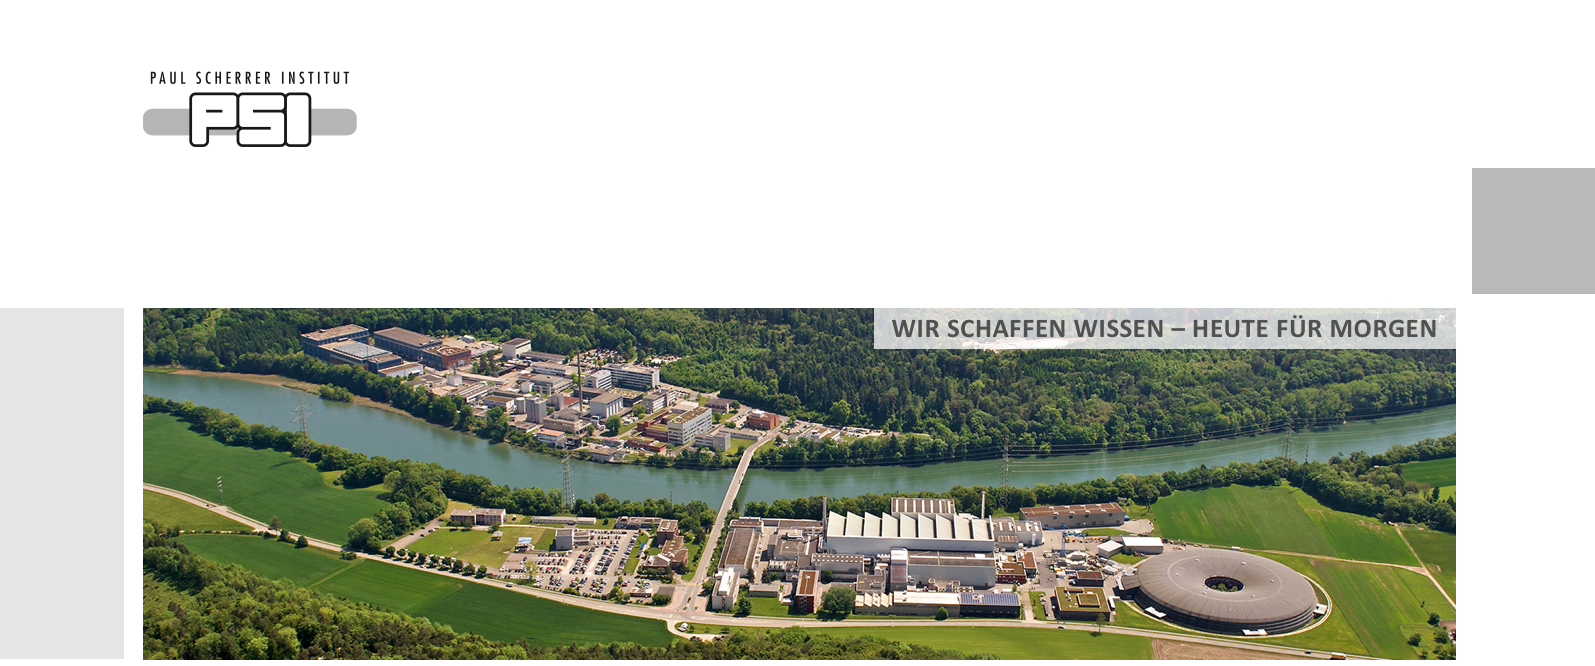 PAUL SCHERRER INSTITUT
PSI
WIR SCHAFFEN WISSEN – HEUTE FÜR MORGEN